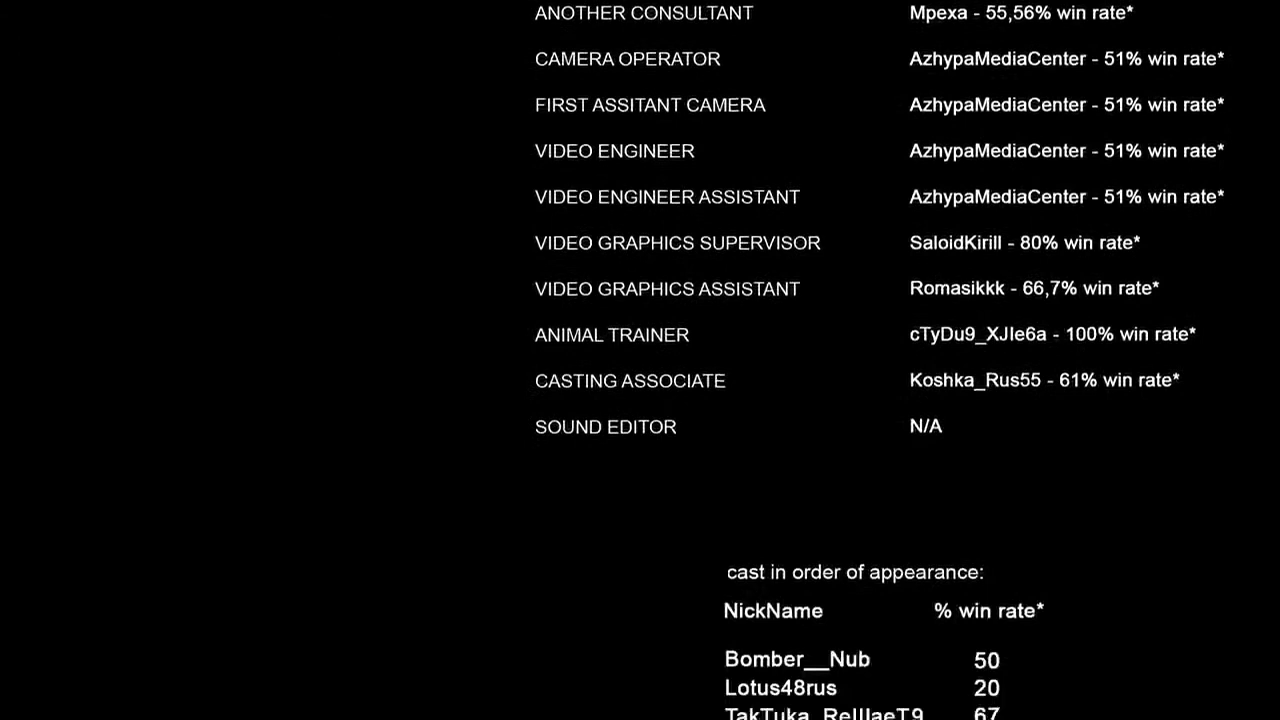 ANOTHER CONSULTANT Mpexa - 55,56% win rate*
CAMERA OPERATOR AzhypaMediaCenter - 51% win rate*
FIRST ASSITANT CAMERA AzhypaMediaCenter - 51% win rate*
VIDEO ENGINEER AzhypaMediaCenter - 51% win rate*
VIDEO ENGINEER ASSISTANT AzhypaMediaCenter - 51% win rate*
VIDEO GRAPHICS SUPERVISOR SaloidKirill - 80% win rate*
VIDEO GRAPHICS ASSISTANT Romasikkk - 66,7% win rate*
ANIMAL TRAINER cTyDu9_XJIe6a - 100% win rate*
CASTING ASSOCIATE Koshka_Rus55 - 61% win rate*
SOUND EDITOR N/A
cast in order of appearance:
NickName % win rate*
Bomber__Nub 50
Lotus48rus 20
67